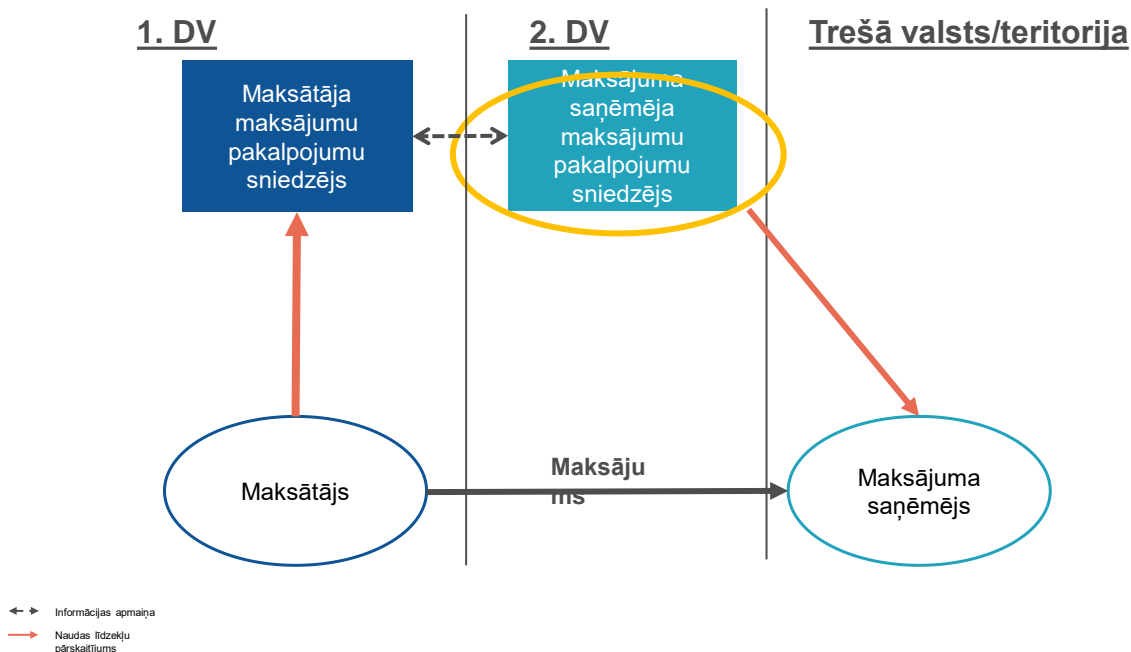 1. DV
2. DV
Trešā valsts/teritorija
Maksātāja
maksājumu
pakalpojumu
sniedzējs
Maksājuma
saņēmēja
maksājumu
pakalpojumu
sniedzējs
Maksāju
ms
Maksātājs
Maksājuma
saņēmējs
Informācijas apmaiņa
Naudas līdzekļu
pārskaitījums